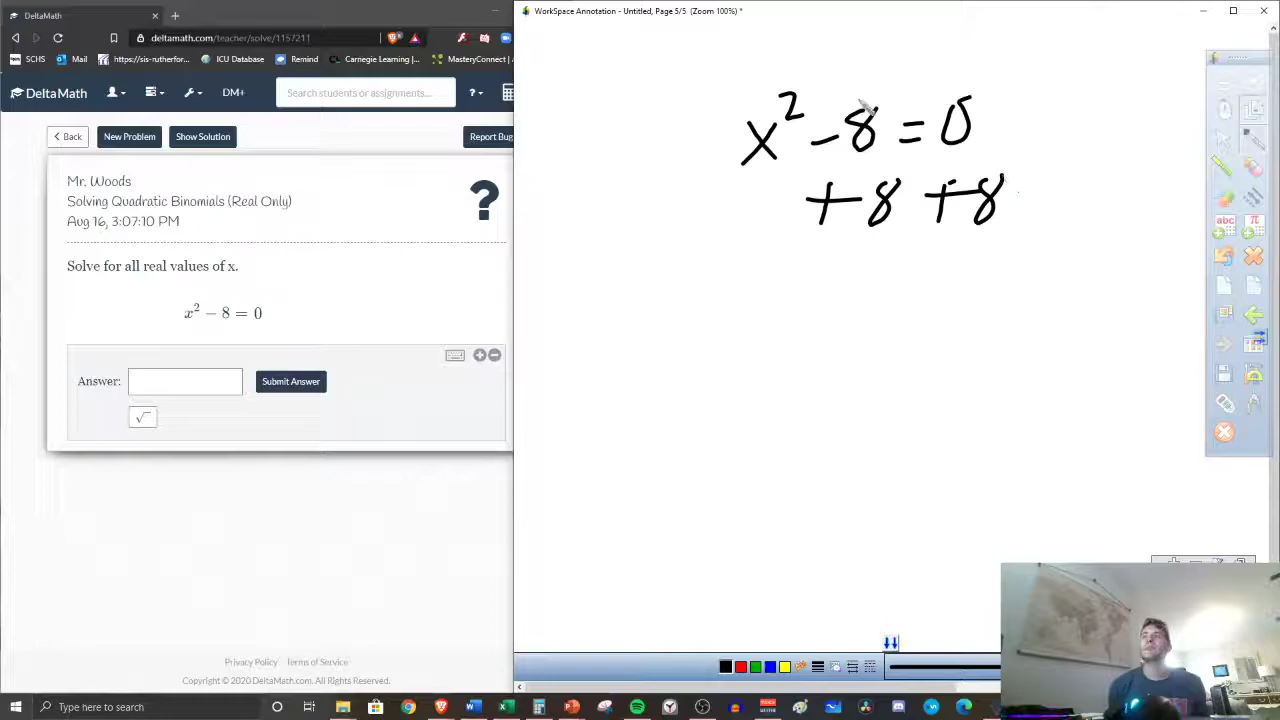 DeltaMath
WorkSpace Annotation - Untitled, Page 5/5 (Zoom 100%) *
deltamath.com/teacher/solve/1157211
SCHS
Mail
https://sis-rutherfor...
ICU Database
Remind
Carnegie Learning...
MasteryConnect |
DeltaMath
DM+
Search students or assignments...
?
Back
New Problem
Show Solution
Report Bug
Mr. Woods
Solving Quadratic Binomials (Real Only)
Aug 16, 3:07:10 PM
?
Solve for all real values of x.
x² − 8 = 0
Answer:
Submit Answer
√
x² - 8 = 0
+8 +8
abc
π
Privacy Policy
Terms of Service
Copyright © 2020 DeltaMath.com. All Rights Reserved.
Type here to search